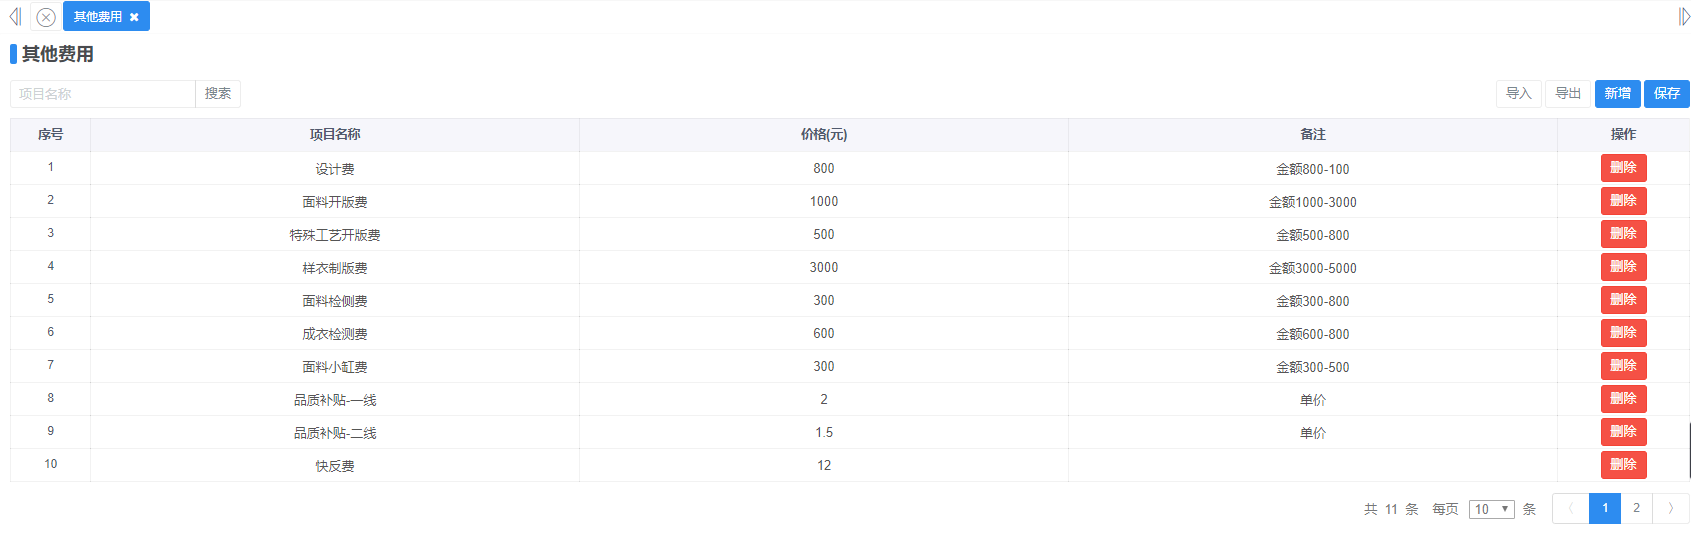 其他费用
其他费用
项目名称 搜索 导入 导出 新增 保存
序号 项目名称 价格(元) 备注 操作
1 设计费 800 金额800-100 删除
2 面料开版费 1000 金额1000-3000 删除
3 特殊工艺开版费 500 金额500-800 删除
4 样衣制版费 3000 金额3000-5000 删除
5 面料检侧费 300 金额300-800 删除
6 成衣检测费 600 金额600-800 删除
7 面料小缸费 300 金额300-500 删除
8 品质补贴-一线 2 单价 删除
9 品质补贴-二线 1.5 单价 删除
10 快反费 12 删除
共 11 条 每页 10 条 1 2